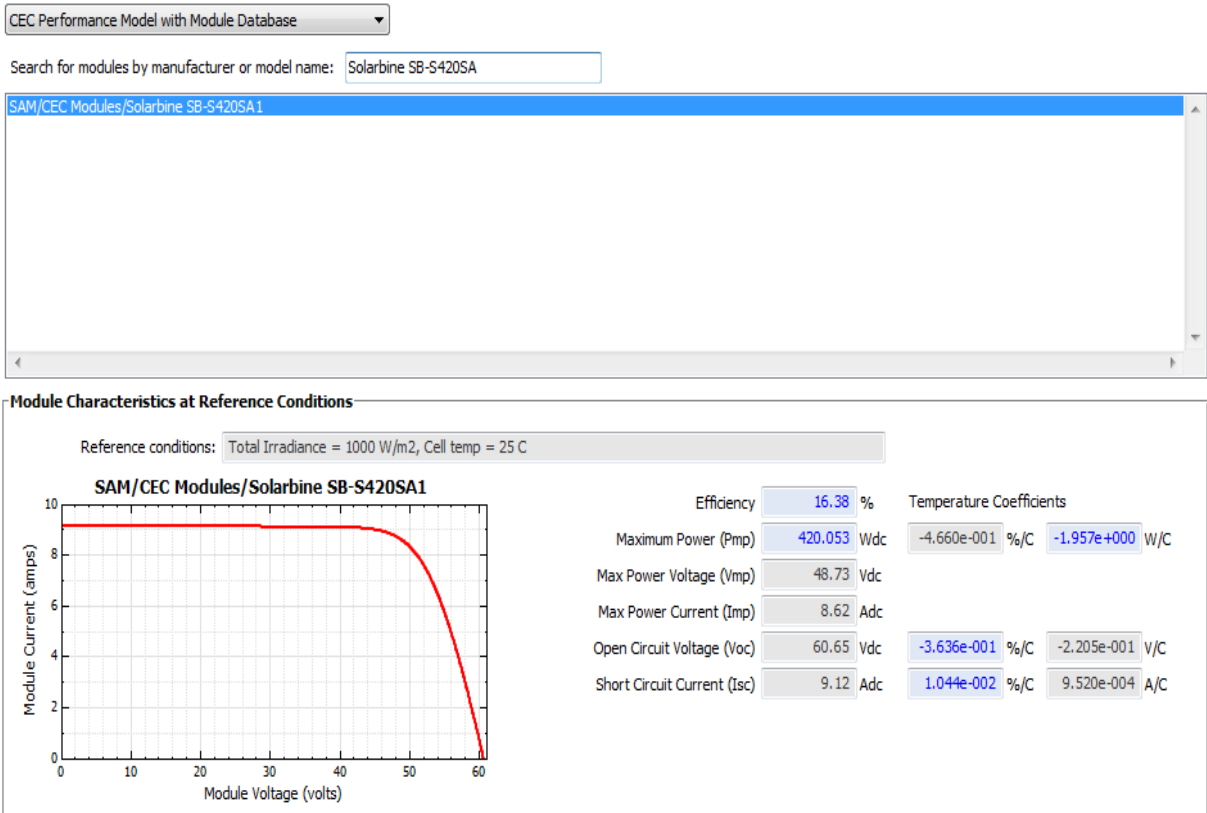 CEC Performance Model with Module Database
Search for modules by manufacturer or model name: Solarbine SB-S420SA
SAM/CEC Modules/Solarbine SB-S420SA1
Module Characteristics at Reference Conditions
Reference conditions: Total Irradiance = 1000 W/m2, Cell temp = 25 C
SAM/CEC Modules/Solarbine SB-S420SA1
10
8
6
4
2
0
Module Current (amps)
0 10 20 30 40 50 60
Module Voltage (volts)
Efficiency 16.38 % Temperature Coefficients
Maximum Power (Pmp) 420.053 Wdc -4.660e-001 %/C -1.957e+000 W/C
Max Power Voltage (Vmp) 48.73 Vdc
Max Power Current (Imp) 8.62 Adc
Open Circuit Voltage (Voc) 60.65 Vdc -3.636e-001 %/C -2.205e-001 V/C
Short Circuit Current (Isc) 9.12 Adc 1.044e-002 %/C 9.520e-004 A/C